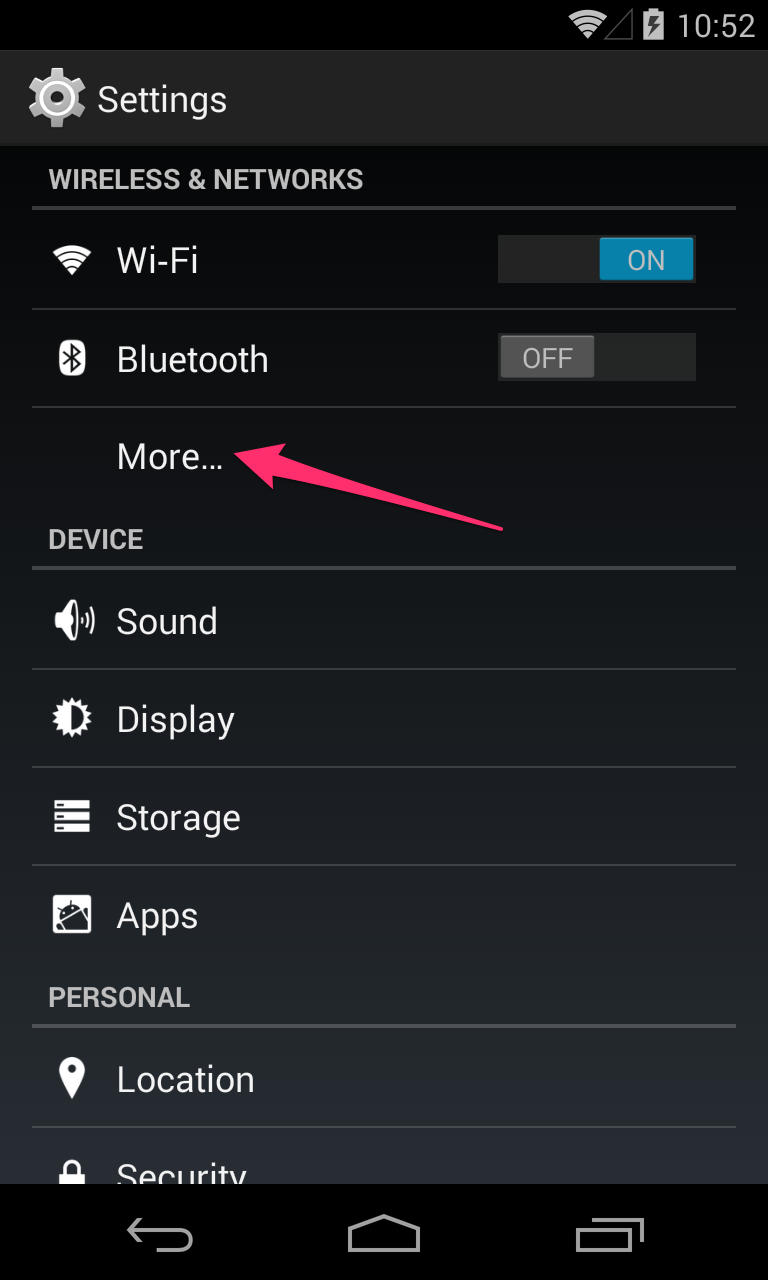 10:52
Settings
WIRELESS & NETWORKS
Wi-Fi ON
Bluetooth OFF
More…
DEVICE
Sound
Display
Storage
Apps
PERSONAL
Location
Security